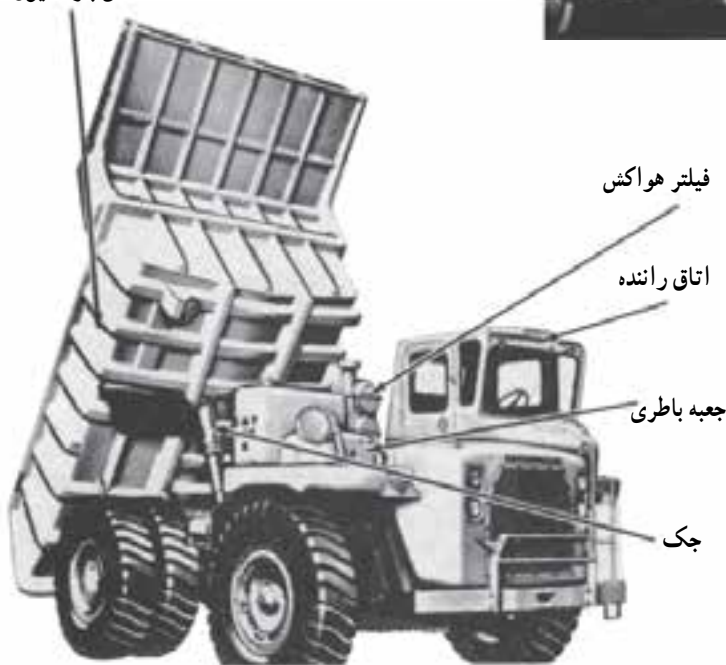 فیلتر هواکش
اتاق راننده
جعبه باطری
جک